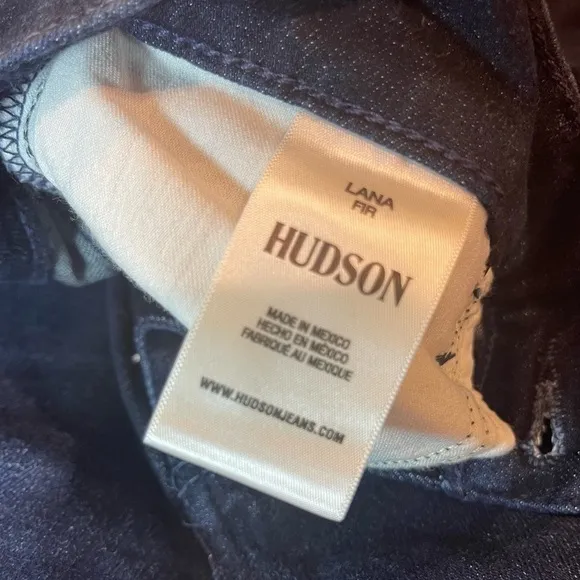 LANA
FIR
HUDSON
MADE IN MEXICO
HECHO EN MÉXICO
FABRIQUÉ AU MEXIQUE
WWW.HUDSONJEANS.COM